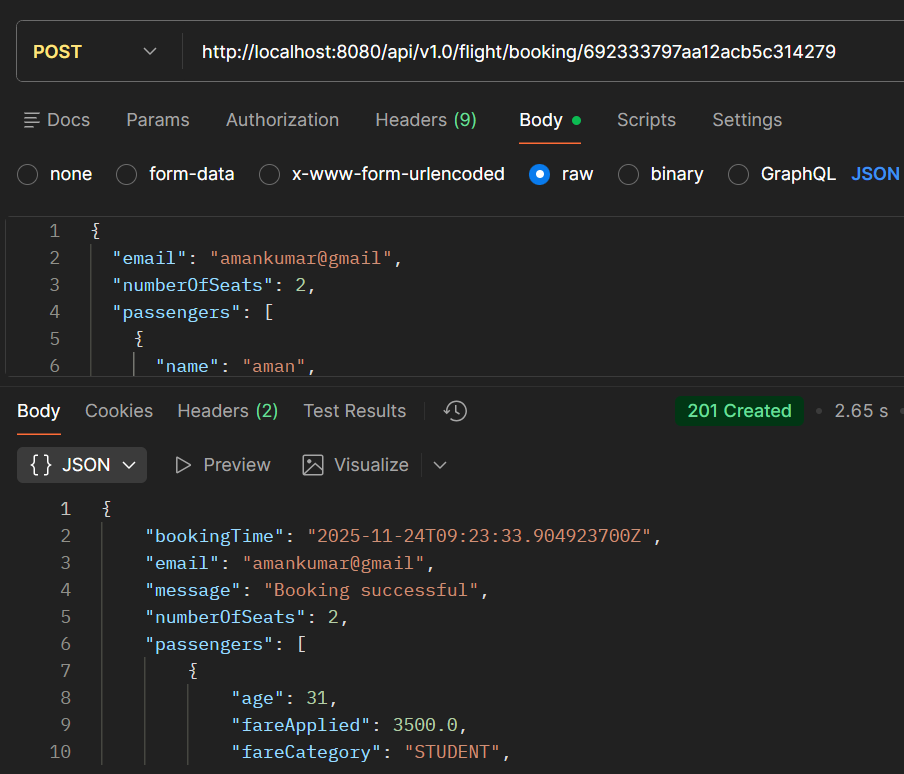 POST http://localhost:8080/api/v1.0/flight/booking/692333797aa12acb5c314279
Docs Params Authorization Headers (9) Body Scripts Settings
none form-data x-www-form-urlencoded raw binary GraphQL JSON
1 {
2 "email": "amankumar@gmail",
3 "numberOfSeats": 2,
4 "passengers": [
5 {
6 "name": "aman",
Body Cookies Headers (2) Test Results 201 Created 2.65 s
{} JSON Preview Visualize
1 {
2 "bookingTime": "2025-11-24T09:23:33.904923700Z",
3 "email": "amankumar@gmail",
4 "message": "Booking successful",
5 "numberOfSeats": 2,
6 "passengers": [
7 {
8 "age": 31,
9 "fareApplied": 3500.0,
10 "fareCategory": "STUDENT",